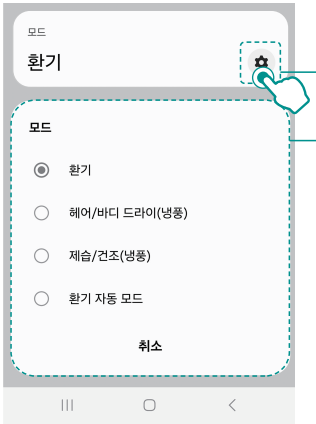 모드
환기
모드
환기
헤어/바디 드라이(냉풍)
제습/건조(냉풍)
환기 자동 모드
취소